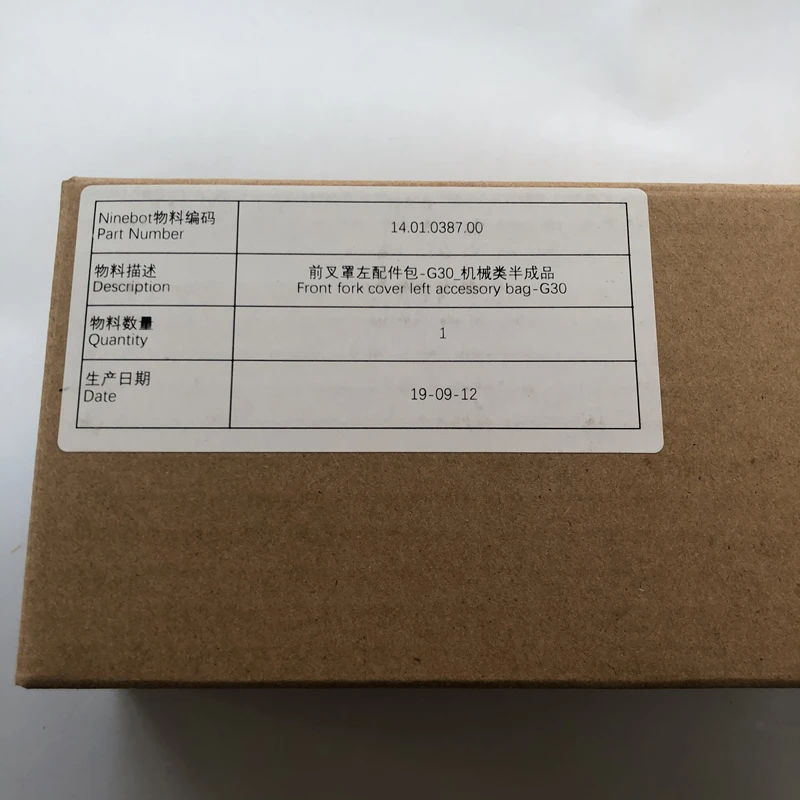 Ninebot物料编码
Part Number
14.01.0387.00
物料描述
Description
前叉罩左配件包-G30_机械类半成品
Front fork cover left accessory bag-G30
物料数量
Quantity
1
生产日期
Date
19-09-12